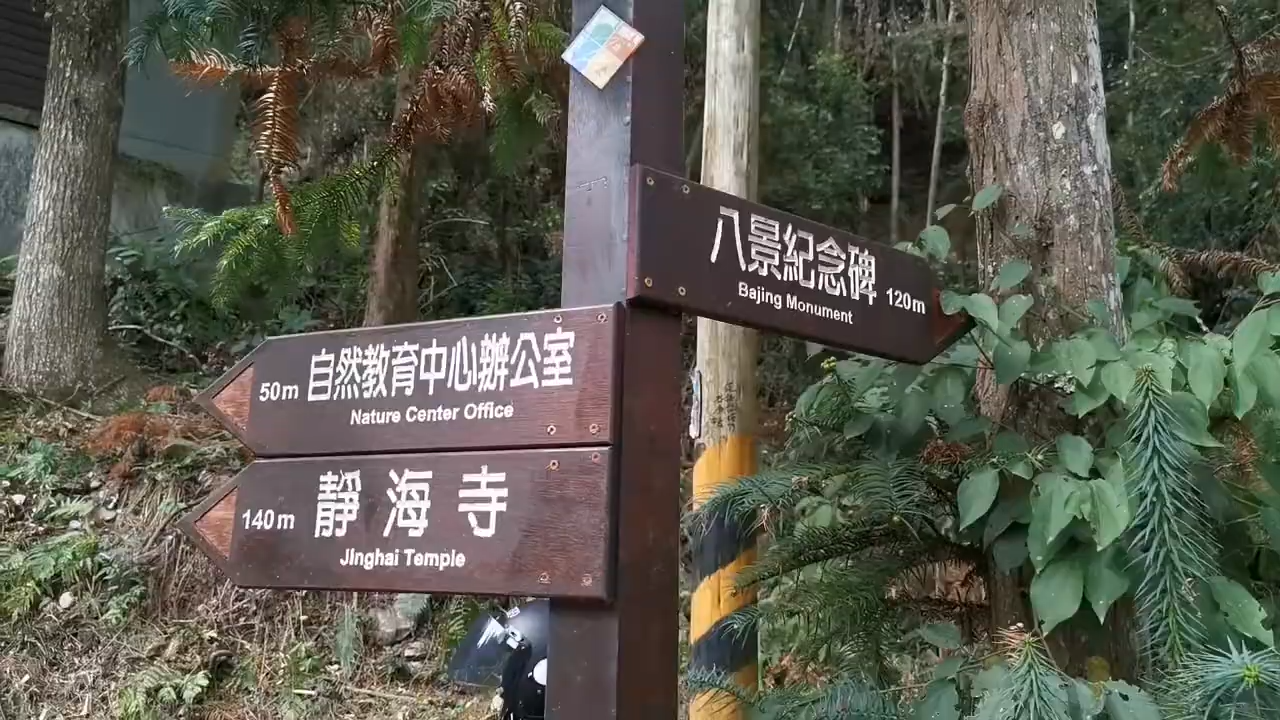 八景紀念碑 120m
Bajing Monument
50m 自然教育中心辦公室
Nature Center Office
140m 靜海寺
Jinghai Temple